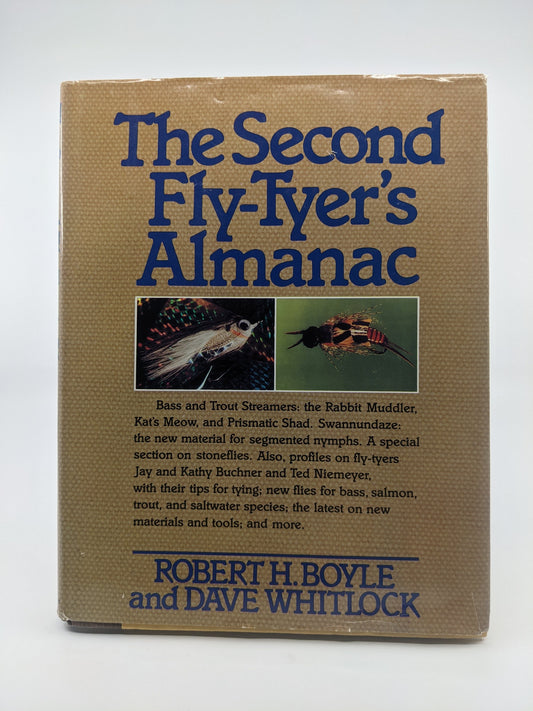 The Second
Fly-Tyer's
Almanac
Bass and Trout Streamers: the Rabbit Muddler,
Kat's Meow, and Prismatic Shad. Swannundaze:
the new material for segmented nymphs. A special
section on stoneflies. Also, profiles on fly-tyers
Jay and Kathy Buchner and Ted Niemeyer,
with their tips for tying; new flies for bass, salmon,
trout, and saltwater species; the latest on new
materials and tools; and more.
ROBERT H. BOYLE
and DAVE WHITLOCK